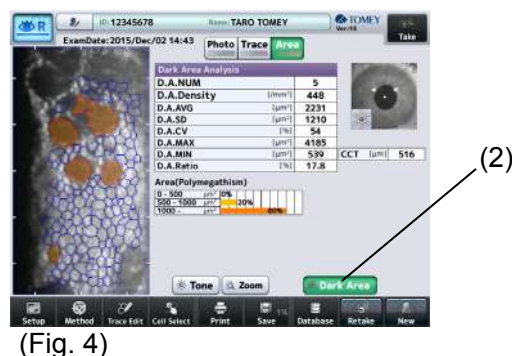 R ID: 12345678 Name: TARO TOMEY TOMEY
Ver.
Take
ExamDate:2015/Dec/02 14:43 Photo Trace Area
Dark Area Analysis
D.A.NUM 5
D.A.Density [/mm²] 448
D.A.AVG [µm²] 2231
D.A.SD [µm²] 1210
D.A.CV [%] 54
D.A.MAX [µm²] 4185
D.A.MIN [µm²] 539 CCT [µm] 516
D.A.Ratio [%] 17.8
(2)
Area(Polymegathism)
0 - 500 µm² 0%
500 - 1000 µm² 20%
1000 - µm² 80%
Tone Zoom Dark Area
Setup Method Trace Edit Cell Select Print Save 1% Database Retake New
(Fig. 4)